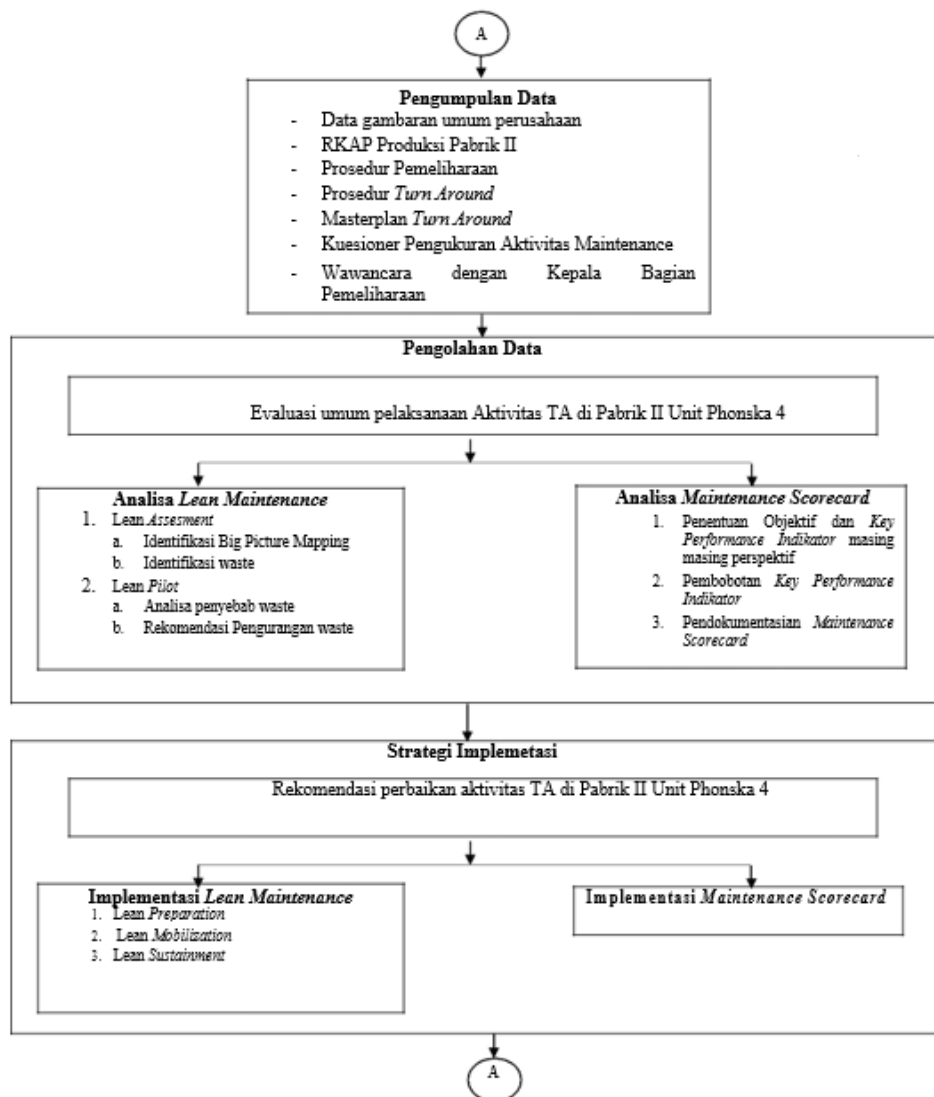 A
Pengumpulan Data
- Data gambaran umum perusahaan
- RKAP Produksi Pabrik II
- Prosedur Pemeliharaan
- Prosedur Turn Around
- Masterplan Turn Around
- Kuesioner Pengukuran Aktivitas Maintenance
- Wawancara dengan Kepala Bagian
Pemeliharaan
Pengolahan Data
Evaluasi umum pelaksanaan Aktivitas TA di Pabrik II Unit Phonska 4
Analisa Lean Maintenance
1. Lean Assesment
a. Identifikasi Big Picture Mapping
b. Identifikasi waste
2. Lean Pilot
a. Analisa penyebab waste
b. Rekomendasi Pengurangan waste
Analisa Maintenance Scorecard
1. Penentuan Objektif dan Key
Performance Indikator masing
masing perspektif
2. Pembobotan Key Performance
Indikator
3. Pendokumentasian Maintenance
Scorecard
Strategi Implemetasi
Rekomendasi perbaikan aktivitas TA di Pabrik II Unit Phonska 4
Implementasi Lean Maintenance
1. Lean Preparation
2. Lean Mobilisation
3. Lean Sustainment
Implementasi Maintenance Scorecard
A